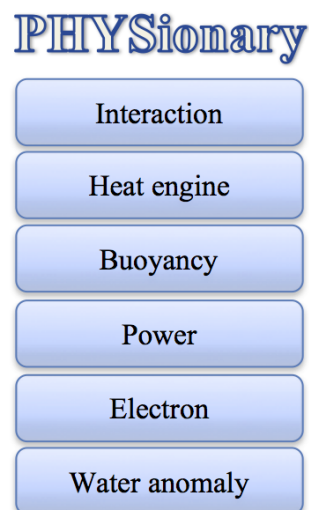 PHYSionary
Interaction
Heat engine
Buoyancy
Power
Electron
Water anomaly